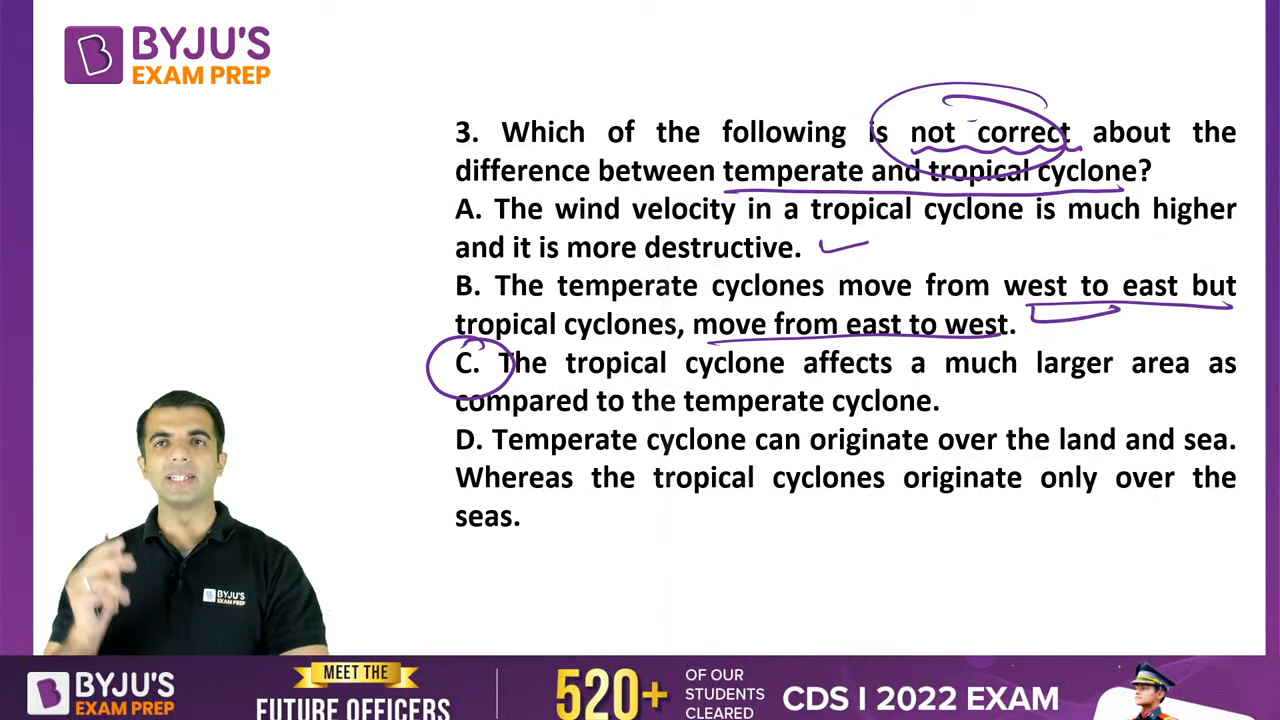 BYJU'S
EXAM PREP
3. Which of the following is not correct about the
difference between temperate and tropical cyclone?
A. The wind velocity in a tropical cyclone is much higher
and it is more destructive.
B. The temperate cyclones move from west to east but
tropical cyclones, move from east to west.
C. The tropical cyclone affects a much larger area as
compared to the temperate cyclone.
D. Temperate cyclone can originate over the land and sea.
Whereas the tropical cyclones originate only over the
seas.
BYJU'S
EXAM PREP
BYJU'S
EXAM PREP
MEET THE
FUTURE OFFICERS
520+
OF OUR
STUDENTS
CLEARED
CDS I 2022 EXAM